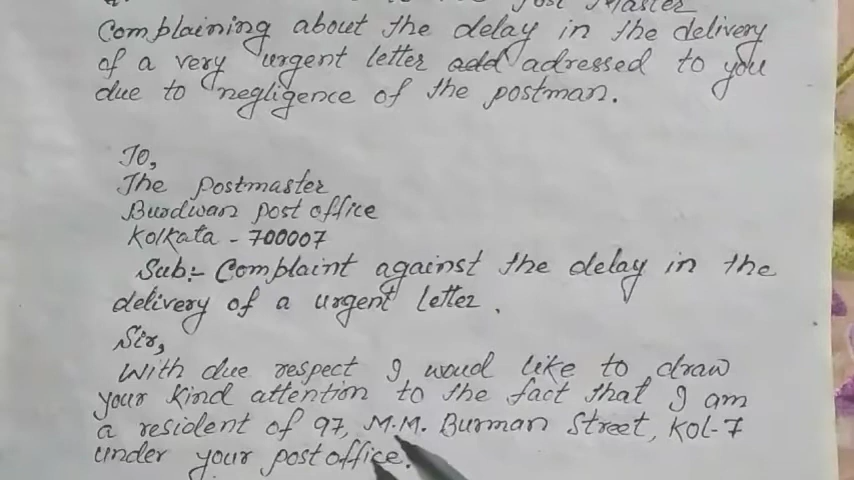 Post Master
Complaining about the delay in the delivery
of a very urgent letter add adressed to you
due to negligence of the postman.
To,
The Postmaster
Burdwan post office
Kolkata - 700007
Sub:- Complaint against the delay in the
delivery of a urgent letter.
Sir,
With due respect I woud like to draw
your kind attention to the fact that I am
a resident of 97, M.M. Burman Street, Kol-7
under your post office.